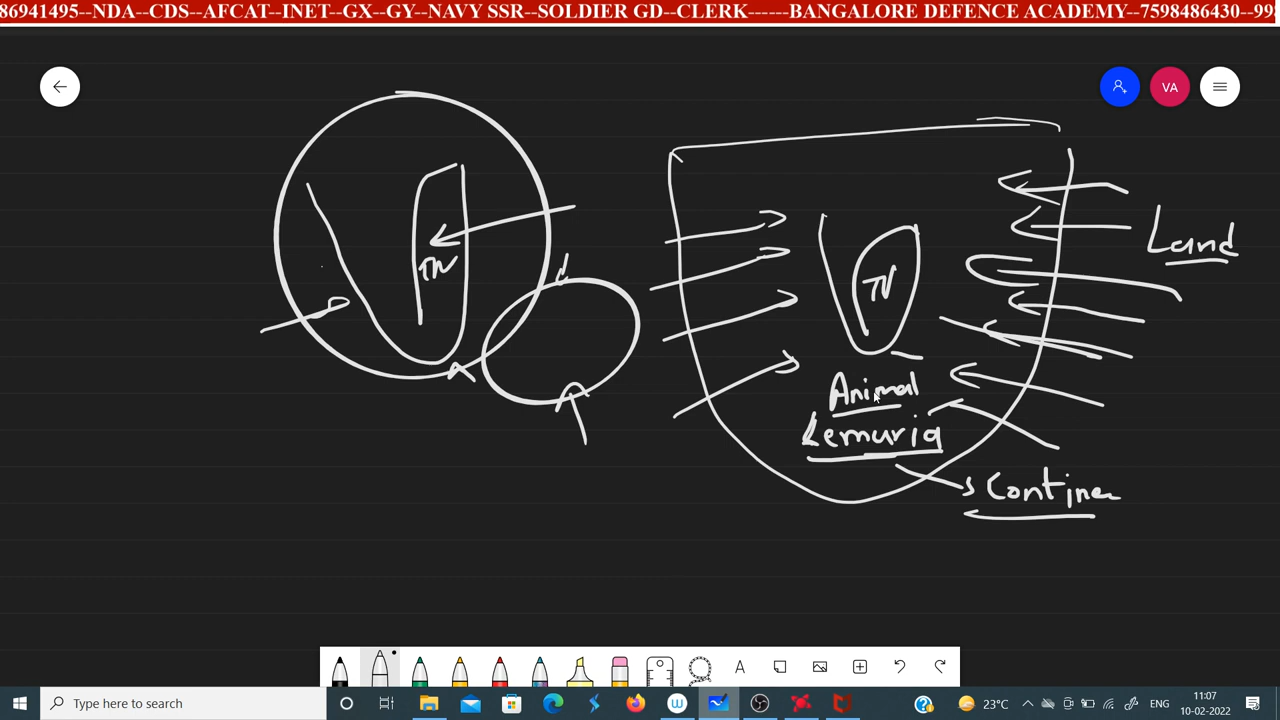 86941495--NDA--CDS--AFCAT--INET--GX--GY--NAVY SSR--SOLDIER GD--CLERK------BANGALORE DEFENCE ACADEMY--7598486430--99
VA
TN
TN
Land
Animal
Lemuria
Continen
A
Type here to search
23°C
ENG
11:07
10-02-2022